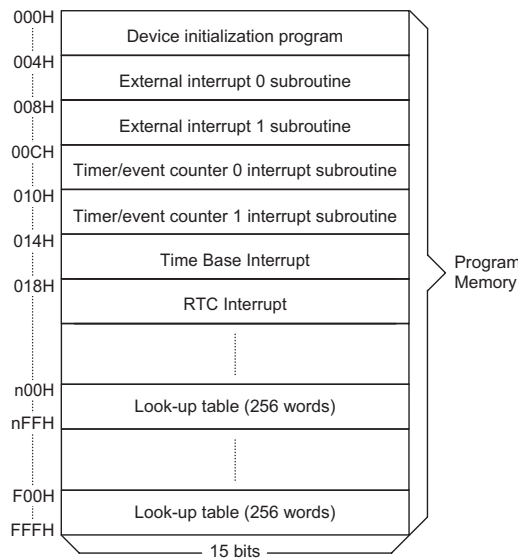 000H
Device initialization program
004H
External interrupt 0 subroutine
008H
External interrupt 1 subroutine
00CH
Timer/event counter 0 interrupt subroutine
010H
Timer/event counter 1 interrupt subroutine
014H
Time Base Interrupt
018H
RTC Interrupt
Program
Memory
n00H
Look-up table (256 words)
nFFH
F00H
Look-up table (256 words)
FFFH
15 bits